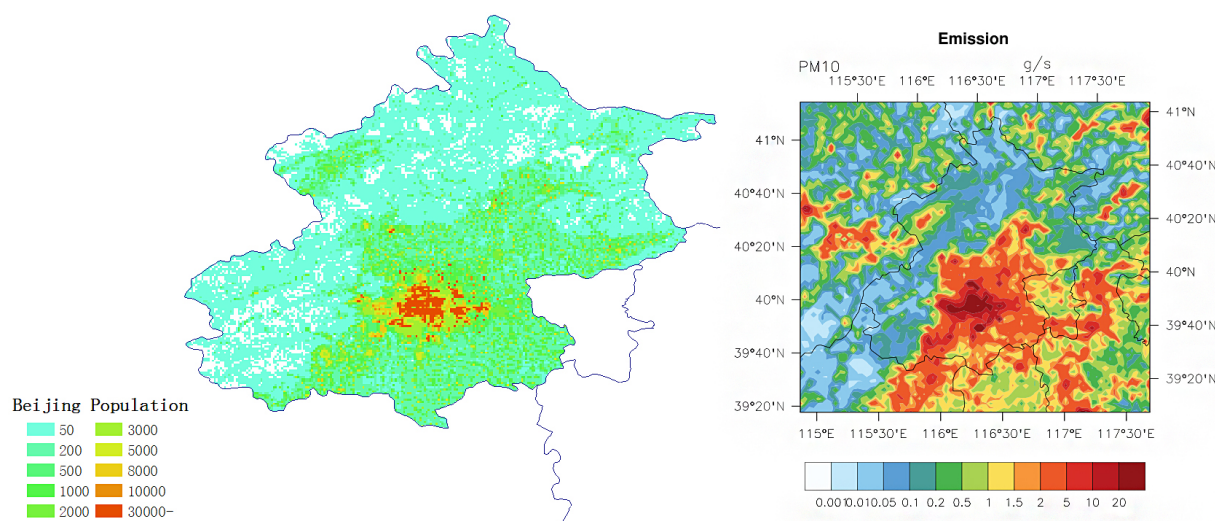 Beijing Population
50 3000
200 5000
500 8000
1000 10000
2000 30000-
Emission
PM10 g/s
115°30'E 116°E 116°30'E 117°E 117°30'E
41°N 41°N
40°40'N 40°40'N
40°20'N 40°20'N
40°N 40°N
39°40'N 39°40'N
39°20'N 39°20'N
115°E 115°30'E 116°E 116°30'E 117°E 117°30'E
0.001 0.01 0.05 0.1 0.2 0.5 1 1.5 2 5 10 20